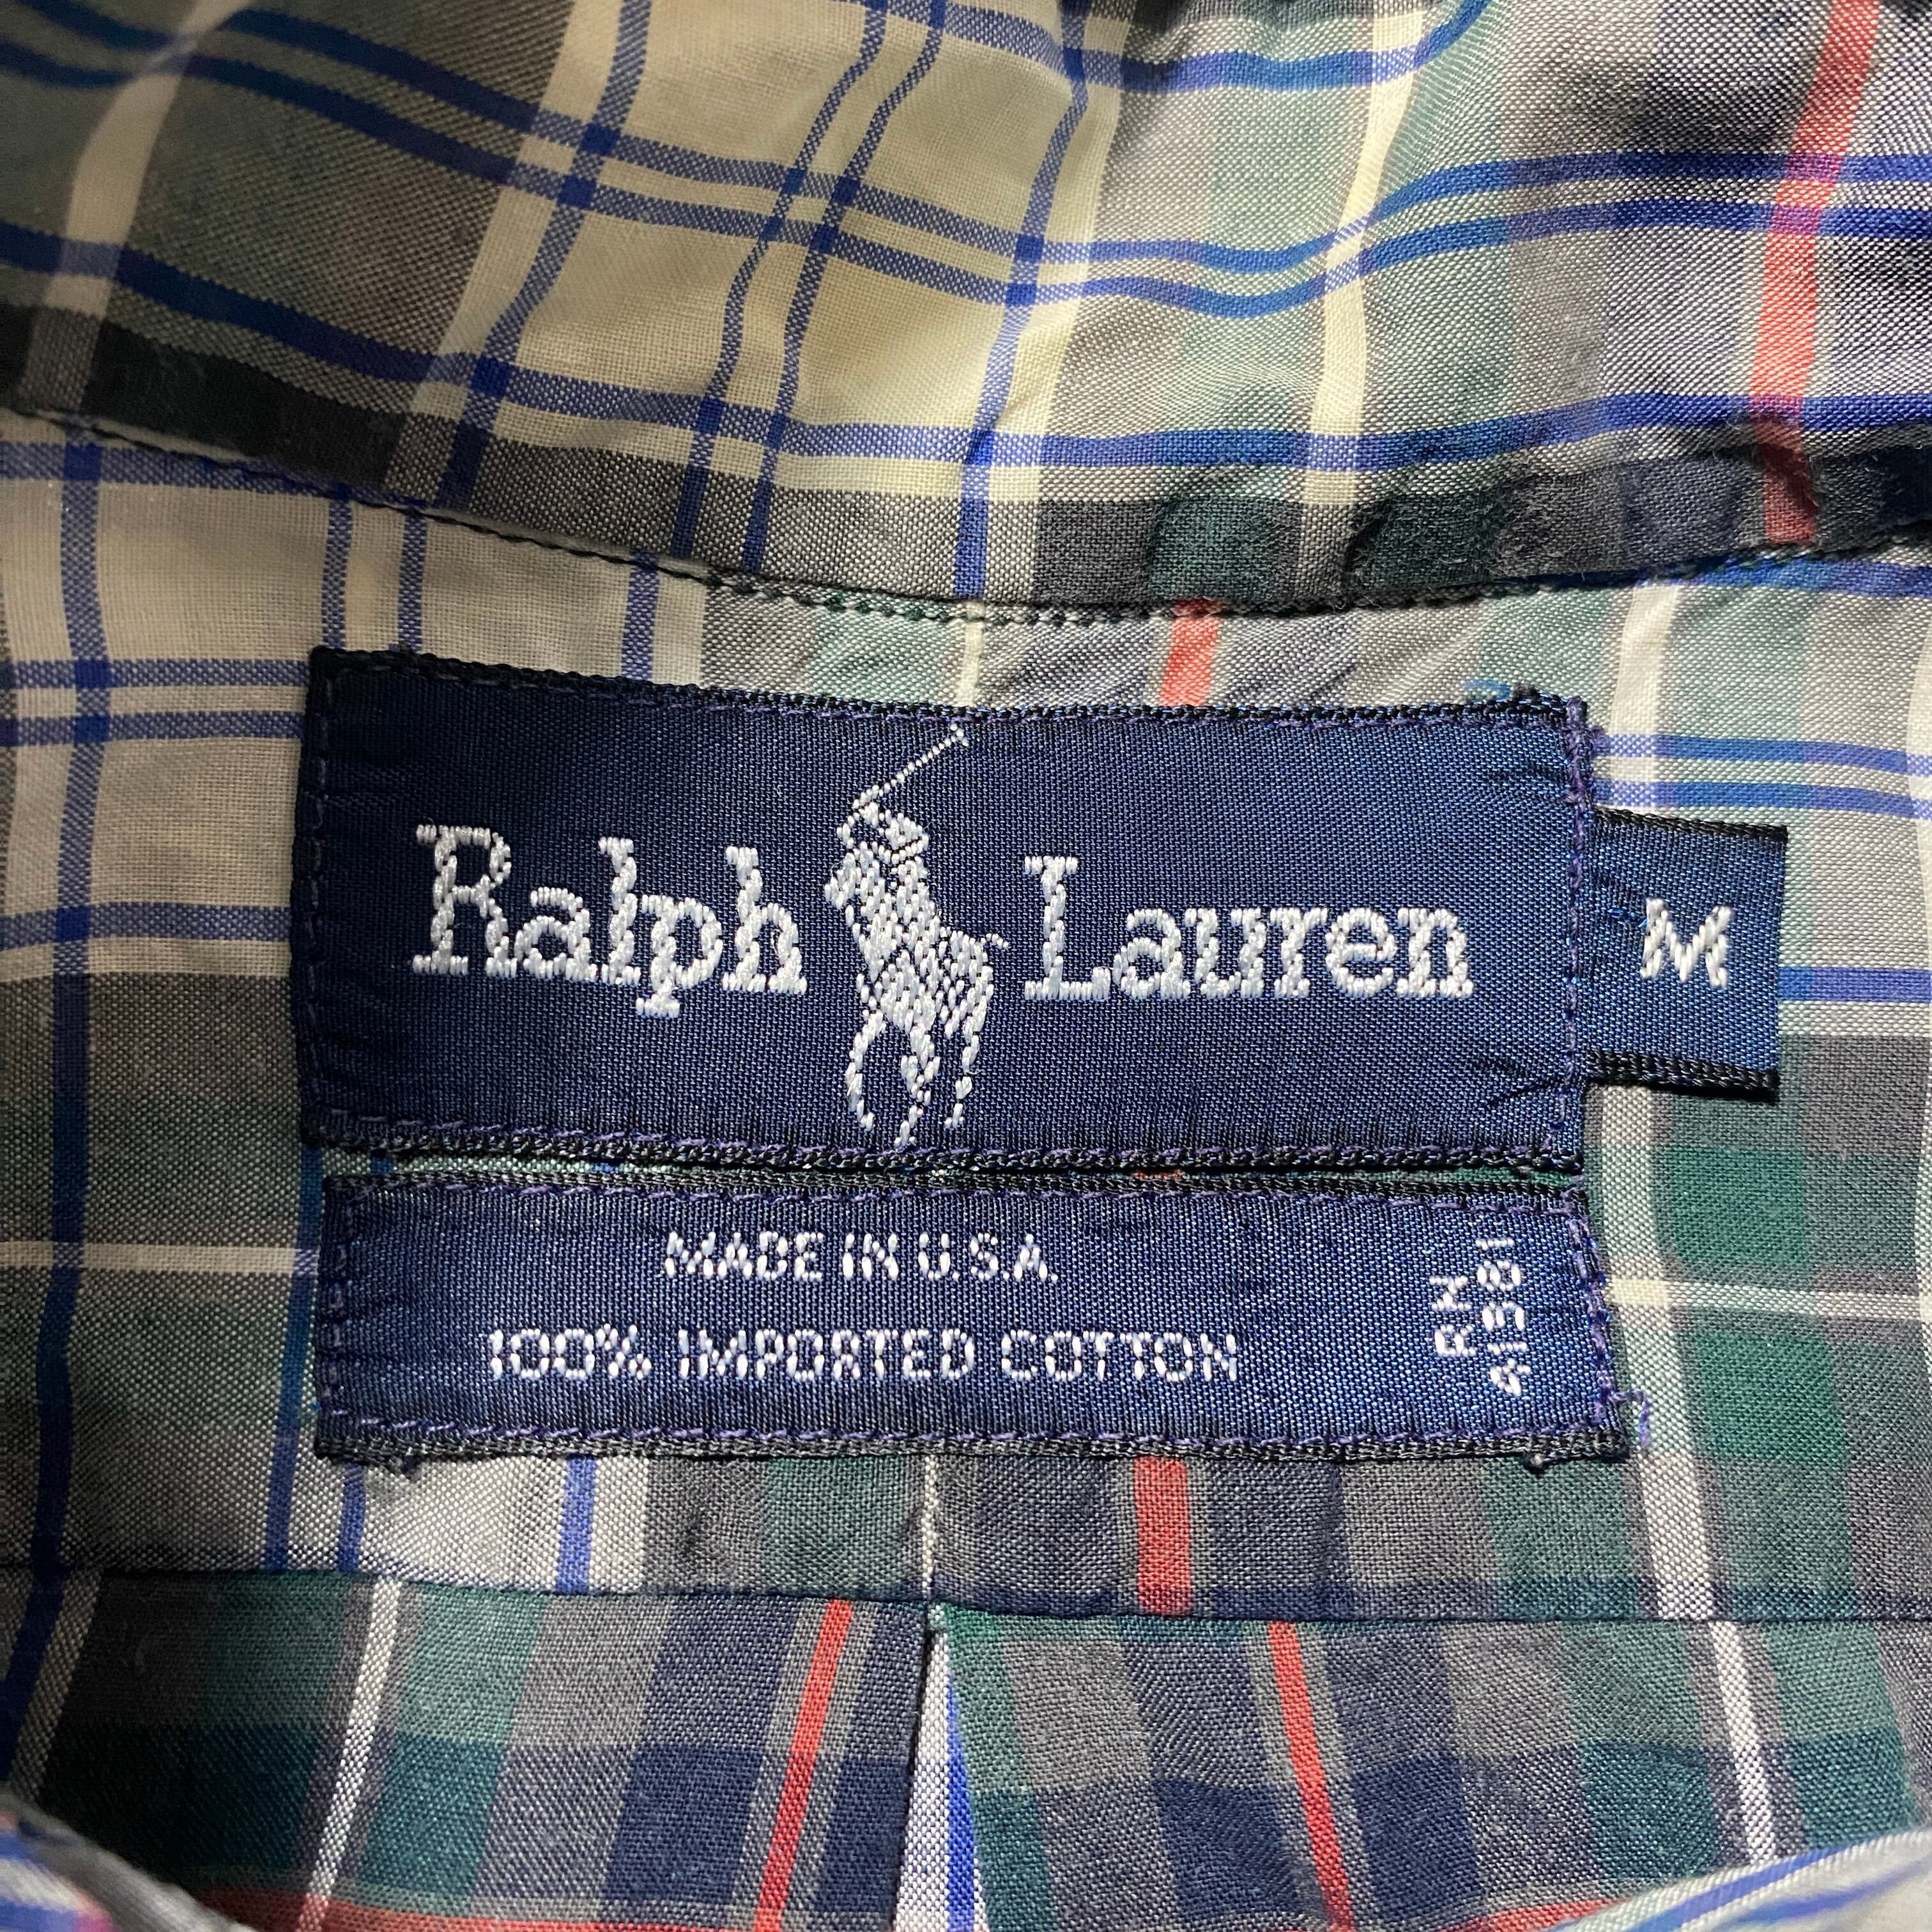 Ralph Lauren
M
MADE IN U.S.A.
100% IMPORTED COTTON
RN
41381